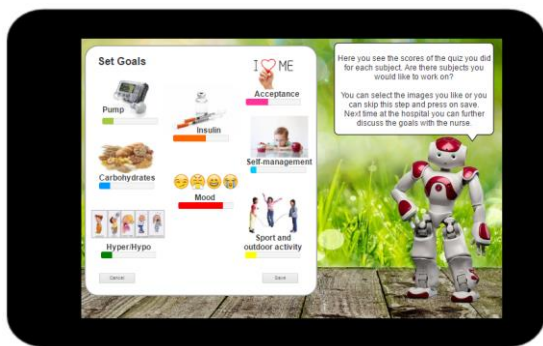 Set Goals
I ME
Acceptance
Pump
Insulin
Self-management
Carbohydrates
Mood
Hyper/Hypo
Sport and
outdoor activity
Cancel
Save
Here you see the scores of the quiz you did
for each subject. Are there subjects you
would like to work on?
You can select the images you like or you
can skip this step and press on save.
Next time at the hospital you can further
discuss the goals with the nurse.